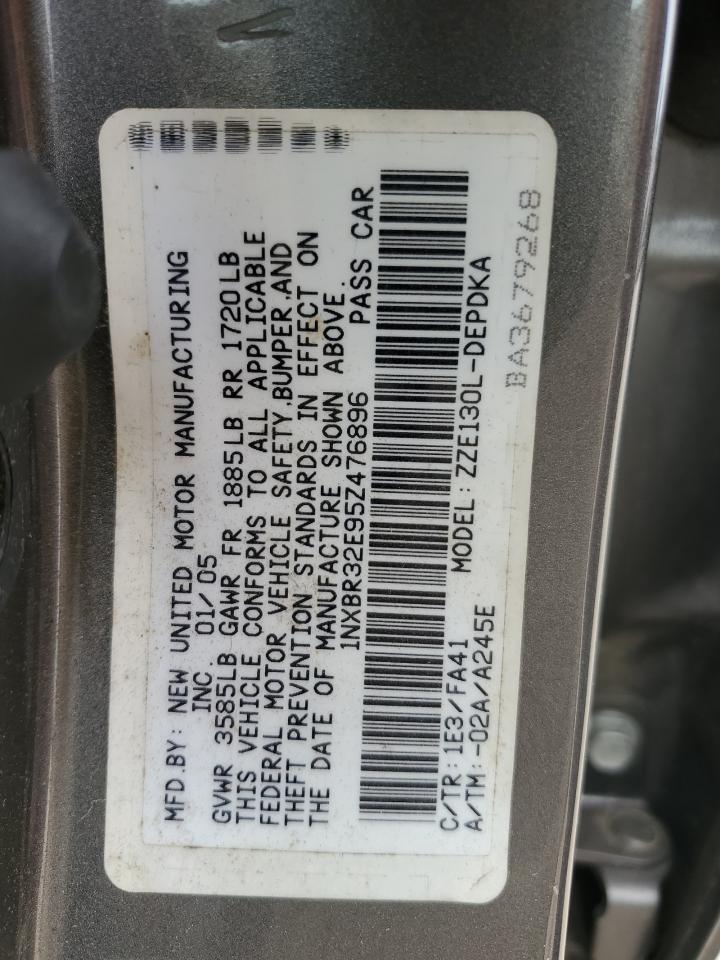 MFD.BY: NEW UNITED MOTOR MANUFACTURING
INC. 01/05
GVWR 3585LB GAWR FR 1885LB RR 1720LB
THIS VEHICLE CONFORMS TO ALL APPLICABLE
FEDERAL MOTOR VEHICLE SAFETY,BUMPER,AND
THEFT PREVENTION STANDARDS IN EFFECT ON
THE DATE OF MANUFACTURE SHOWN ABOVE.
1NXBR32E95Z476896 PASS CAR
C/TR:1E3/FA41 MODEL:ZZE130L-DEPDKA
A/TM:-02A/A245E
BA3679268